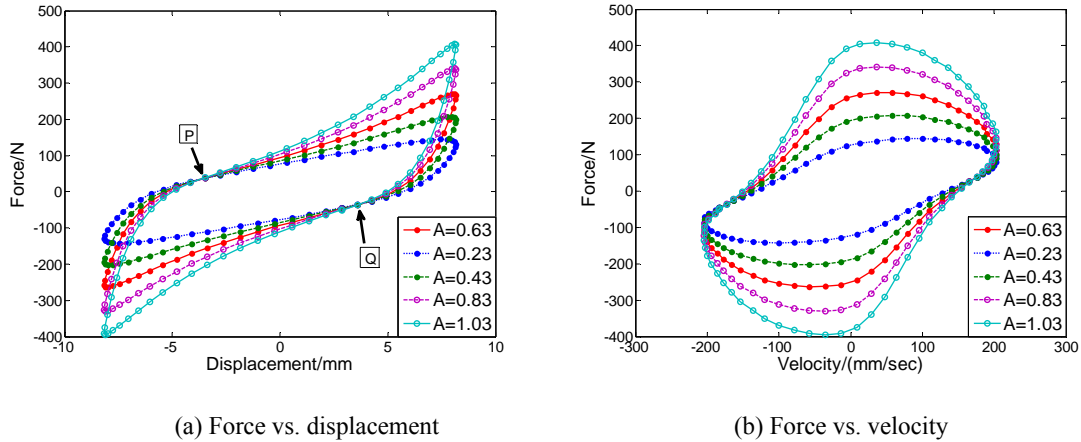 500
400
300
200
100
0
-100
-200
-300
-400
-10
-5
0
5
10
Force/N
Displacement/mm
P
Q
A=0.63
A=0.23
A=0.43
A=0.83
A=1.03
(a) Force vs. displacement
500
400
300
200
100
0
-100
-200
-300
-400
-300
-200
-100
0
100
200
300
Force/N
Velocity/(mm/sec)
A=0.63
A=0.23
A=0.43
A=0.83
A=1.03
(b) Force vs. velocity